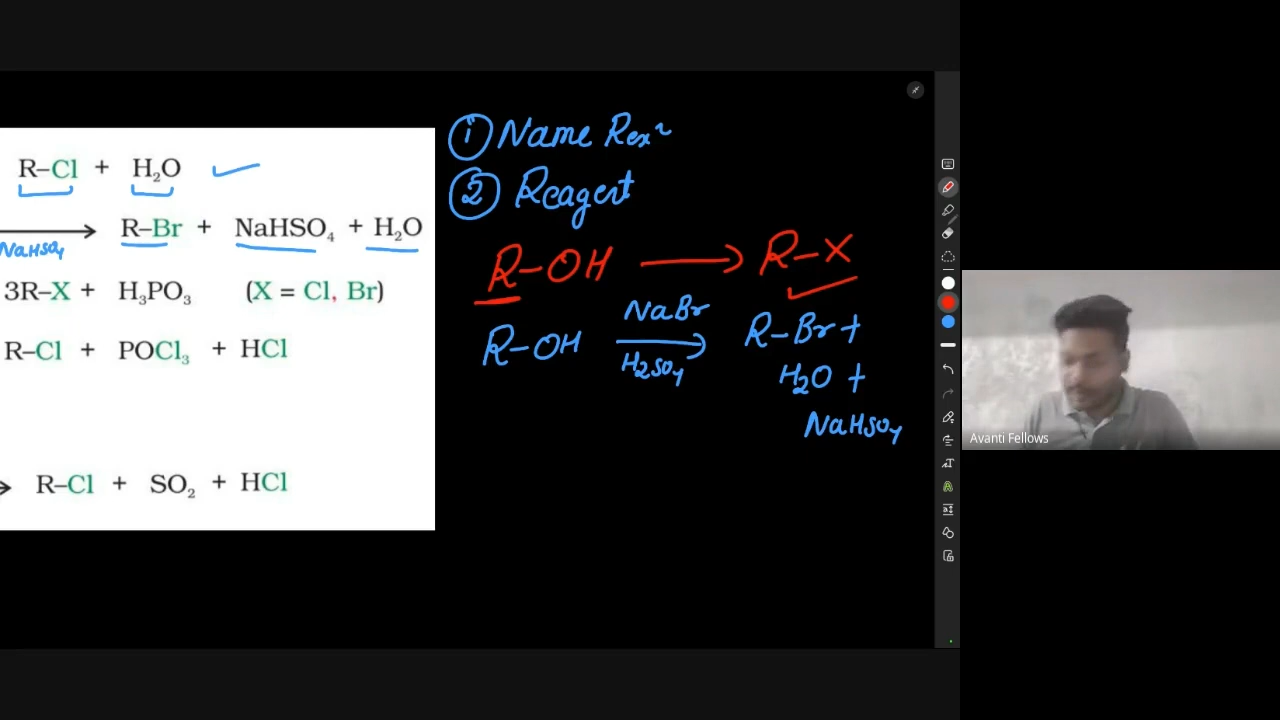 R–Cl + H₂O
NaHSO₄
R–Br + NaHSO₄ + H₂O
3R–X + H₃PO₃ (X = Cl, Br)
R–Cl + POCl₃ + HCl
R–Cl + SO₂ + HCl
① Name Rexⁿ
② Reagent
R–OH ⟶ R–X
NaBr
R–OH ⟶ R–Br +
H₂SO₄
H₂O +
NaHSO₄
Avanti Fellows